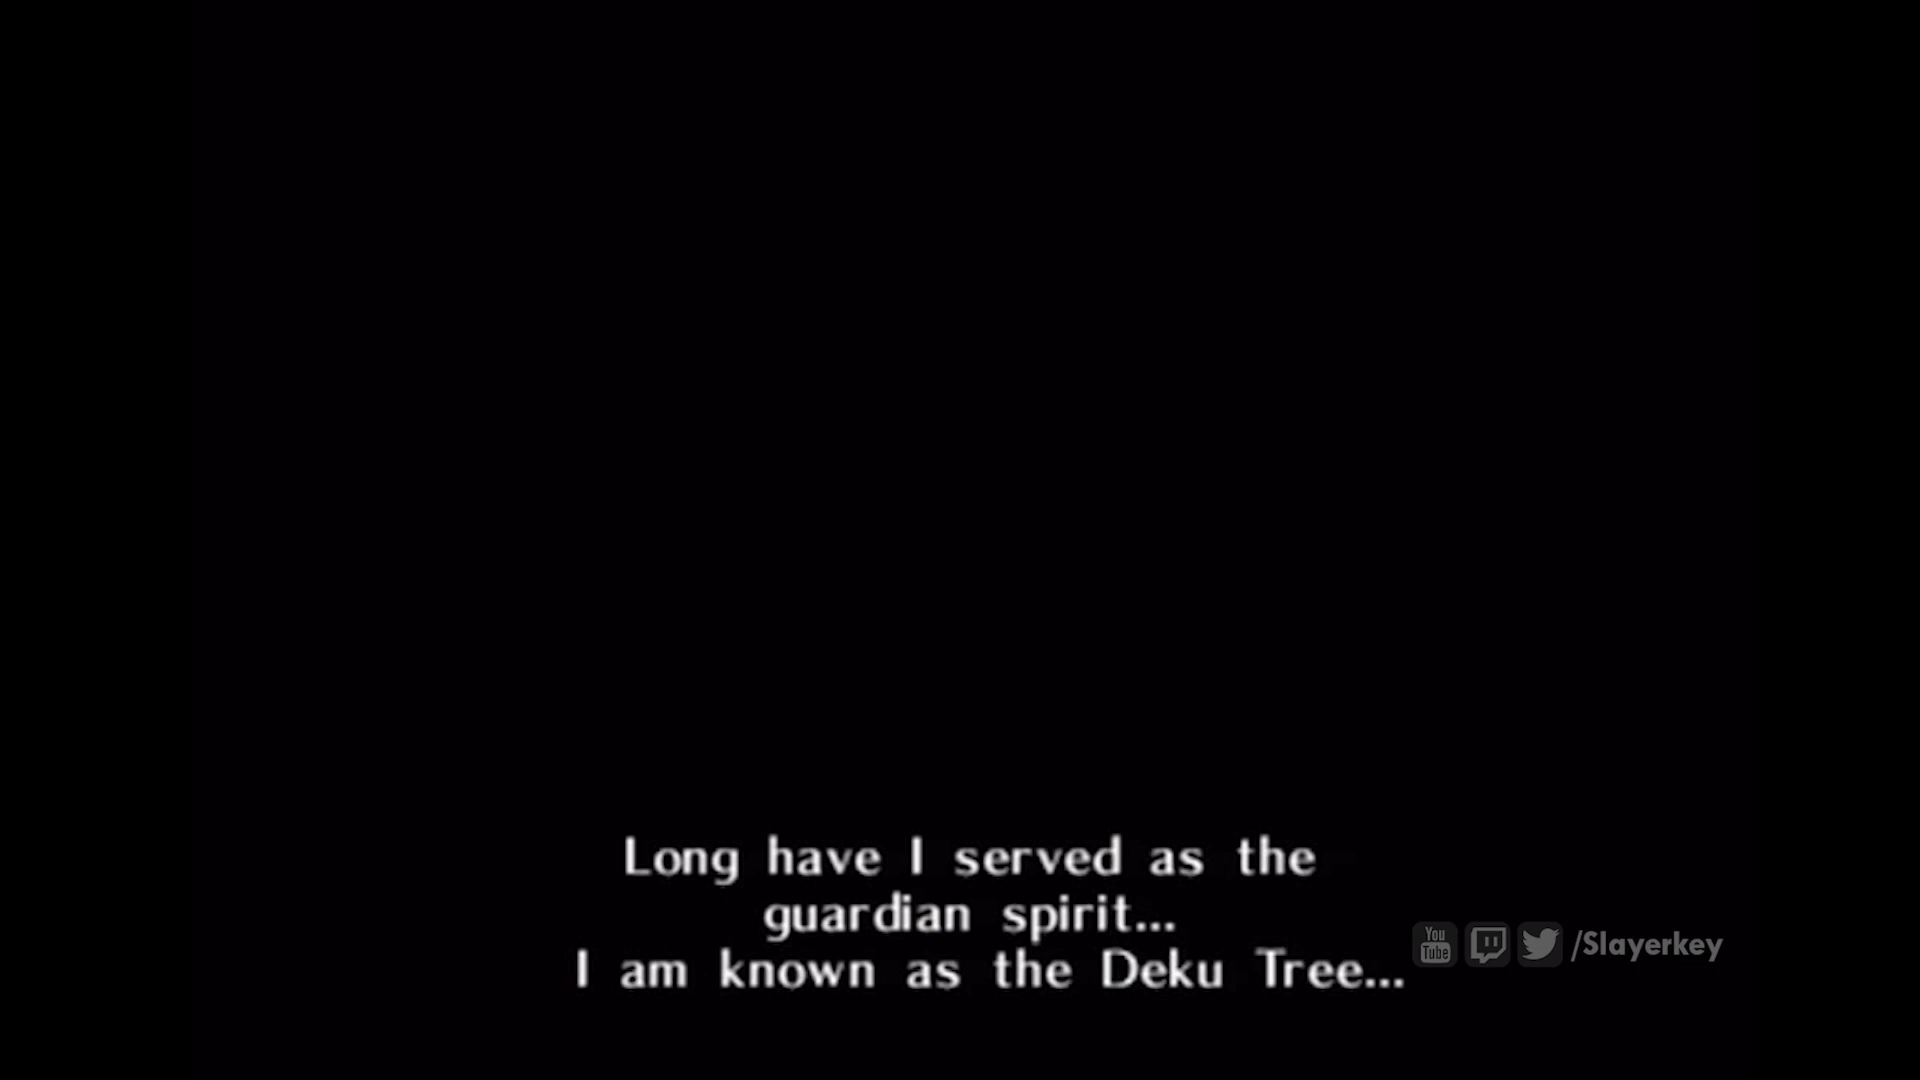 Long have I served as the
guardian spirit...
I am known as the Deku Tree...
You
Tube
/Slayerkey